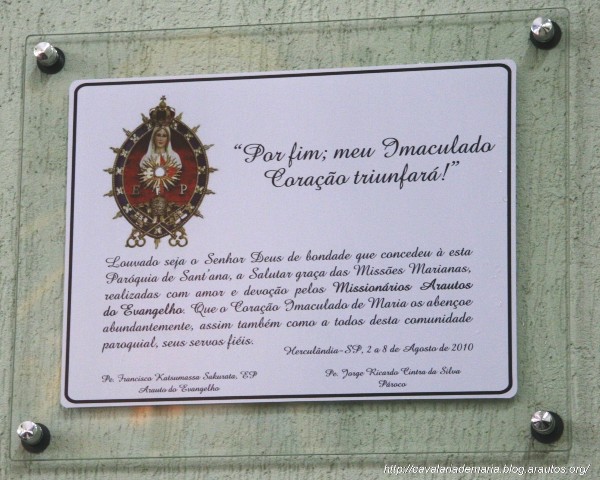 "Por fim; meu Imaculado
Coração triunfará!"
E P
Louvado seja o Senhor Deus de bondade que concedeu à esta
Paróquia de Sant'ana, a Salutar graça das Missões Marianas,
realizadas com amor e devoção pelos Missionários Arautos
do Evangelho. Que o Coração Imaculado de Maria os abençoe
abundantemente, assim também como a todos desta comunidade
paroquial, seus servos fiéis.
Herculândia-SP, 2 a 8 de Agosto de 2010
Pe. Francisco Katsumassa Sakurata, EP
Arauto do Evangelho
Pe. Jorge Ricardo Cintra da Silva
Pároco
http://cavalariademaria.blog.arautos.org/